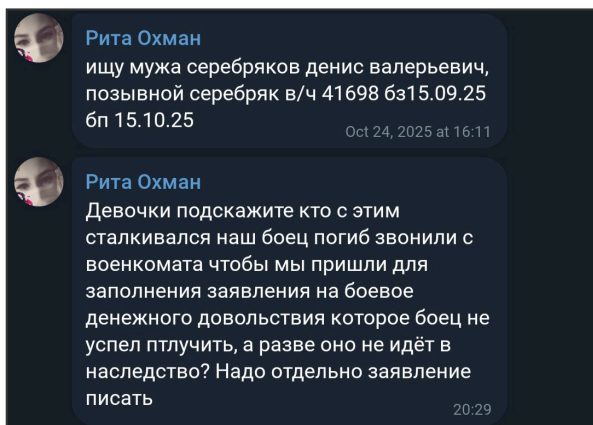 Рита Охман
ищу мужа серебряков денис валерьевич,
позывной серебряк в/ч 41698 бз15.09.25
бп 15.10.25
Oct 24, 2025 at 16:11
Рита Охман
Девочки подскажите кто с этим
сталкивался наш боец погиб звонили с
военкомата чтобы мы пришли для
заполнения заявления на боевое
денежного довольствия которое боец не
успел птлучить, а разве оно не идёт в
наследство? Надо отдельно заявление
писать
20:29